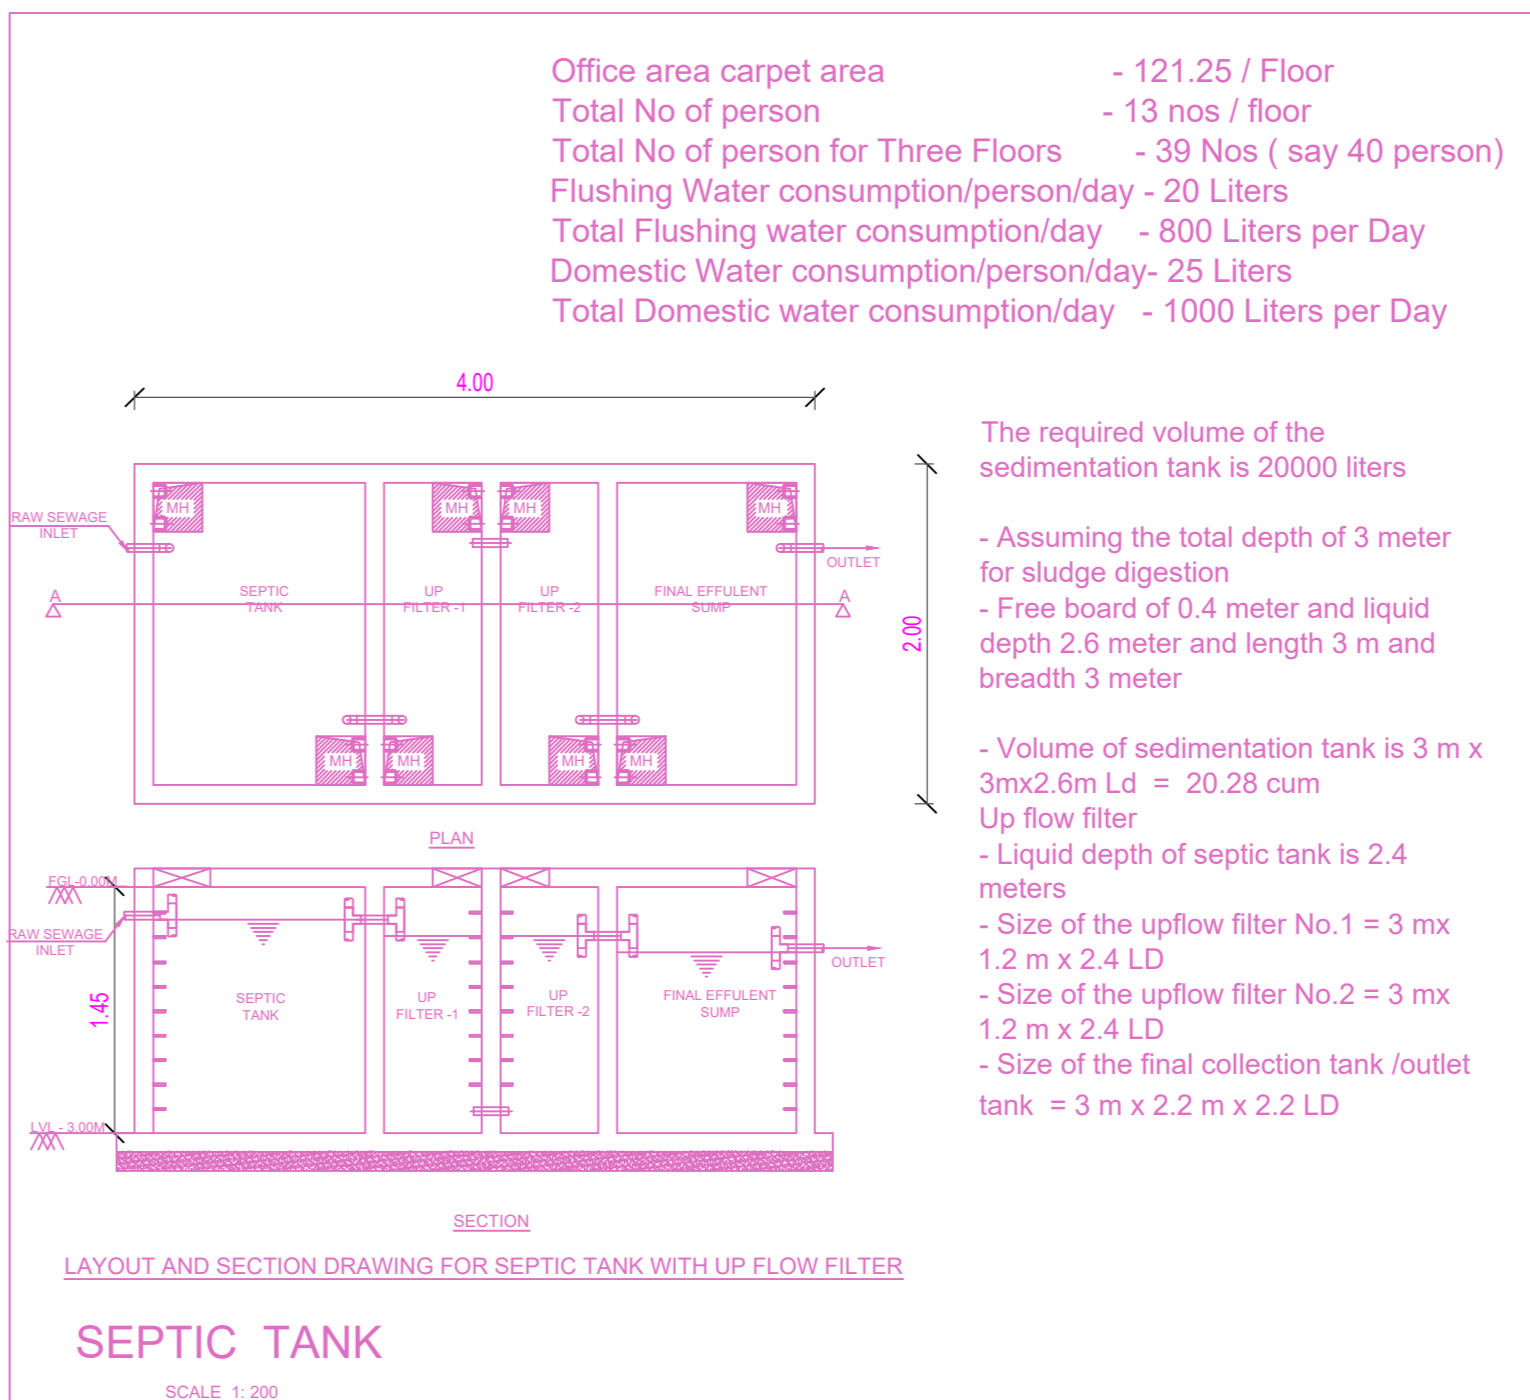 Office area carpet area - 121.25 / Floor
Total No of person - 13 nos / floor
Total No of person for Three Floors - 39 Nos ( say 40 person)
Flushing Water consumption/person/day - 20 Liters
Total Flushing water consumption/day - 800 Liters per Day
Domestic Water consumption/person/day- 25 Liters
Total Domestic water consumption/day - 1000 Liters per Day
4.00
MH
MH
MH
MH
RAW SEWAGE
INLET
OUTLET
A
A
SEPTIC
TANK
UP
FILTER -1
UP
FILTER -2
FINAL EFFULENT
SUMP
2.00
MH
MH
MH
MH
PLAN
The required volume of the
sedimentation tank is 20000 liters
- Assuming the total depth of 3 meter
for sludge digestion
- Free board of 0.4 meter and liquid
depth 2.6 meter and length 3 m and
breadth 3 meter
- Volume of sedimentation tank is 3 m x
3mx2.6m Ld = 20.28 cum
Up flow filter
- Liquid depth of septic tank is 2.4
meters
- Size of the upflow filter No.1 = 3 mx
1.2 m x 2.4 LD
- Size of the upflow filter No.2 = 3 mx
1.2 m x 2.4 LD
- Size of the final collection tank /outlet
tank = 3 m x 2.2 m x 2.2 LD
FGL-0.00M
RAW SEWAGE
INLET
OUTLET
1.45
SEPTIC
TANK
UP
FILTER -1
UP
FILTER -2
FINAL EFFULENT
SUMP
LVL - 3.00M
SECTION
LAYOUT AND SECTION DRAWING FOR SEPTIC TANK WITH UP FLOW FILTER
SEPTIC TANK
SCALE 1: 200